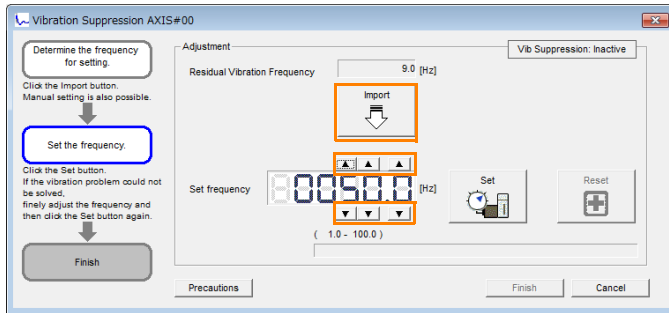 Vibration Suppression AXIS#00
Determine the frequency
for setting.
Click the Import button.
Manual setting is also possible.
Set the frequency.
Click the Set button.
If the vibration problem could not
be solved,
finely adjust the frequency and
then click the Set button again.
Finish
Adjustment
Vib Suppression: Inactive
Residual Vibration Frequency
9.0 [Hz]
Import
Set frequency
0050.0 [Hz]
( 1.0 - 100.0 )
Set
Reset
Precautions
Finish
Cancel